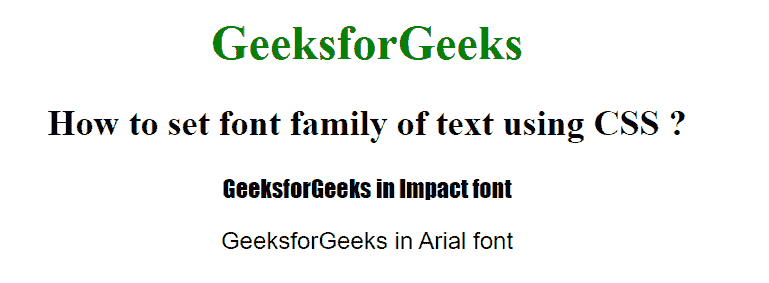 GeeksforGeeks
How to set font family of text using CSS ?
GeeksforGeeks in Impact font
GeeksforGeeks in Arial font